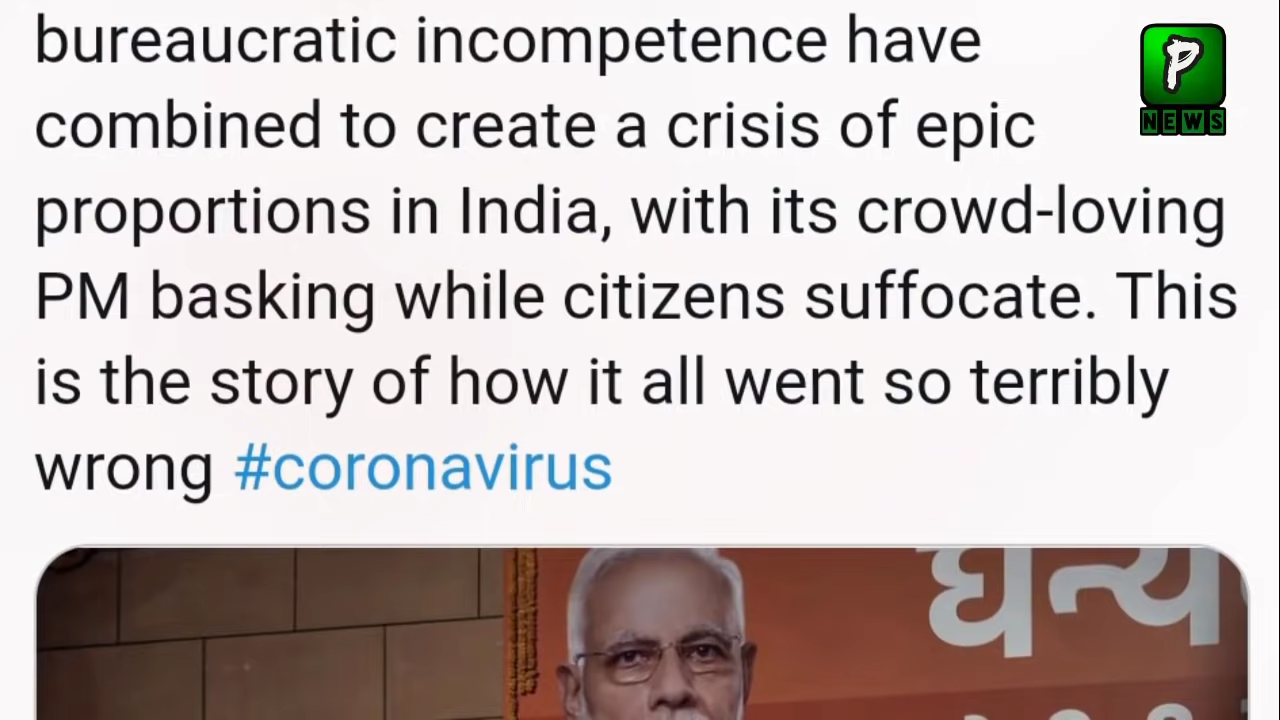 bureaucratic incompetence have
P
NEWS
combined to create a crisis of epic
proportions in India, with its crowd-loving
PM basking while citizens suffocate. This
is the story of how it all went so terribly
wrong #coronavirus
धन्य